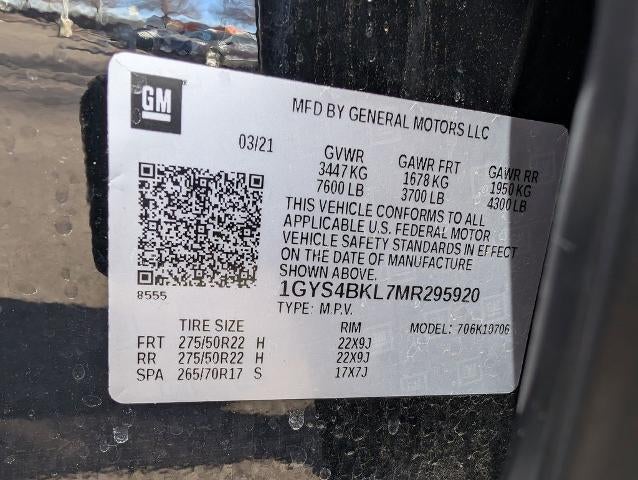 GM
MFD BY GENERAL MOTORS LLC
03/21
GVWR GAWR FRT GAWR RR
3447 KG 1678 KG 1950 KG
7600 LB 3700 LB 4300 LB
THIS VEHICLE CONFORMS TO ALL
APPLICABLE U.S. FEDERAL MOTOR
VEHICLE SAFETY STANDARDS IN EFFECT
ON THE DATE OF MANUFACTURE
SHOWN ABOVE.
8555
1GYS4BKL7MR295920
TYPE: M.P.V. MODEL: 706K10706
TIRE SIZE RIM
FRT 275/50R22 H 22X9J
RR 275/50R22 H 22X9J
SPA 265/70R17 S 17X7J